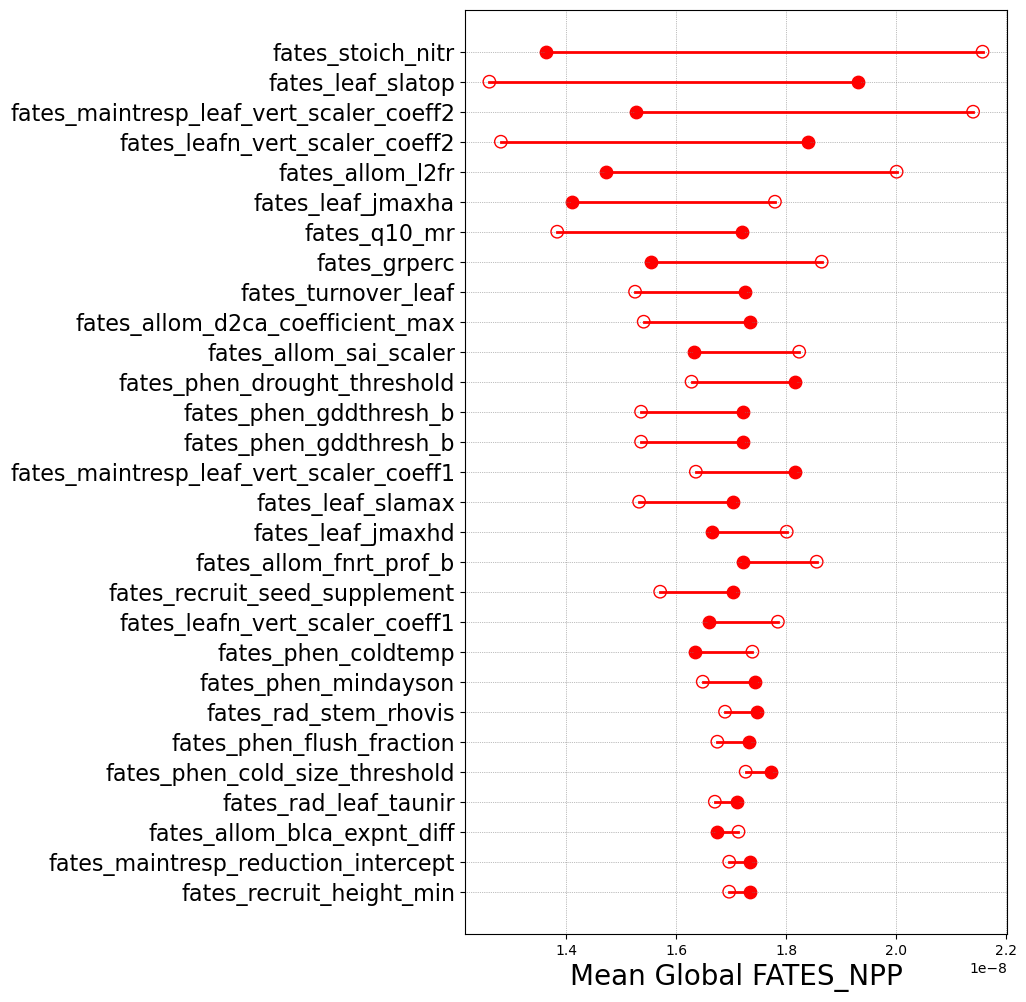 fates_stoich_nitr
fates_leaf_slatop
fates_maintresp_leaf_vert_scaler_coeff2
fates_leafn_vert_scaler_coeff2
fates_allom_l2fr
fates_leaf_jmaxha
fates_q10_mr
fates_grperc
fates_turnover_leaf
fates_allom_d2ca_coefficient_max
fates_allom_sai_scaler
fates_phen_drought_threshold
fates_phen_gddthresh_b
fates_phen_gddthresh_b
fates_maintresp_leaf_vert_scaler_coeff1
fates_leaf_slamax
fates_leaf_jmaxhd
fates_allom_fnrt_prof_b
fates_recruit_seed_supplement
fates_leafn_vert_scaler_coeff1
fates_phen_coldtemp
fates_phen_mindayson
fates_rad_stem_rhovis
fates_phen_flush_fraction
fates_phen_cold_size_threshold
fates_rad_leaf_taunir
fates_allom_blca_expnt_diff
fates_maintresp_reduction_intercept
fates_recruit_height_min
1.4 1.6 1.8 2.0 2.2
1e−8
Mean Global FATES_NPP